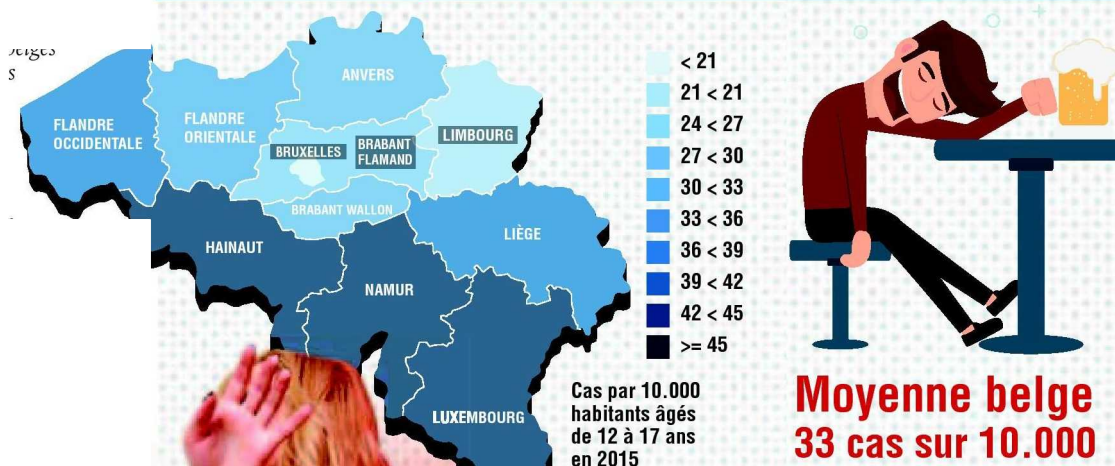 belges
s
ANVERS
FLANDRE
OCCIDENTALE
FLANDRE
ORIENTALE
BRUXELLES
BRABANT
FLAMAND
LIMBOURG
BRABANT WALLON
HAINAUT
LIÈGE
NAMUR
LUXEMBOURG
< 21
21 < 21
24 < 27
27 < 30
30 < 33
33 < 36
36 < 39
39 < 42
42 < 45
>= 45
Cas par 10.000
habitants âgés
de 12 à 17 ans
en 2015
Moyenne belge
33 cas sur 10.000